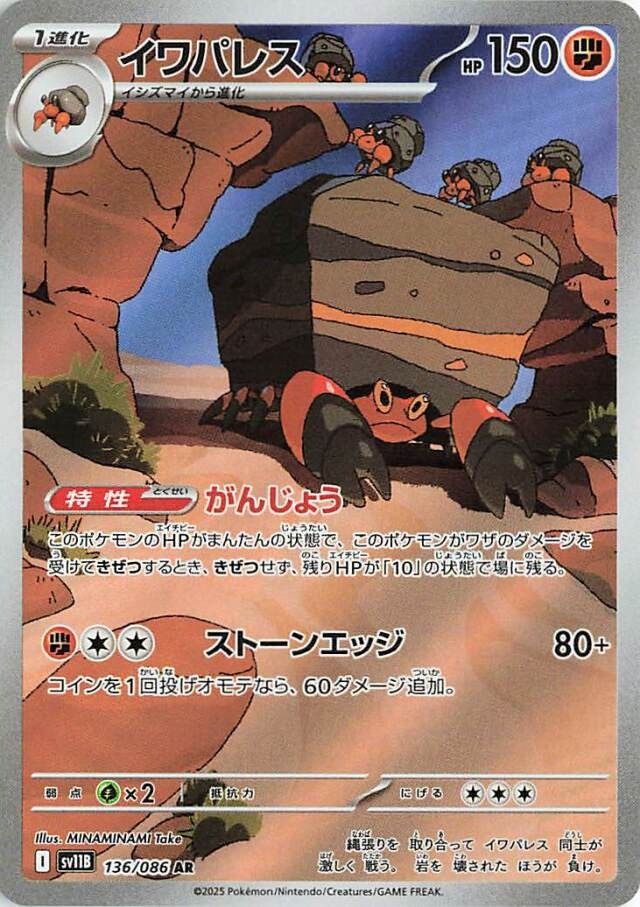 1進化
イワパレス
HP 150
イシズマイから進化
特性 とくせい がんじょう
このポケモンのHPがまんたんの状態で、このポケモンがワザのダメージを
受けてきぜつするとき、きぜつせず、残りHPが「10」の状態で場に残る。
ストーンエッジ 80+
コインを1回投げオモテなら、60ダメージ追加。
弱点 ×2 抵抗力 にげる
Illus. MINAMINAMI Take
I sv11B 136/086 AR
縄張りを 取り合って イワパレス 同士が
激しく 戦う。 岩を 壊された ほうが 負け。
©2025 Pokémon/Nintendo/Creatures/GAME FREAK.